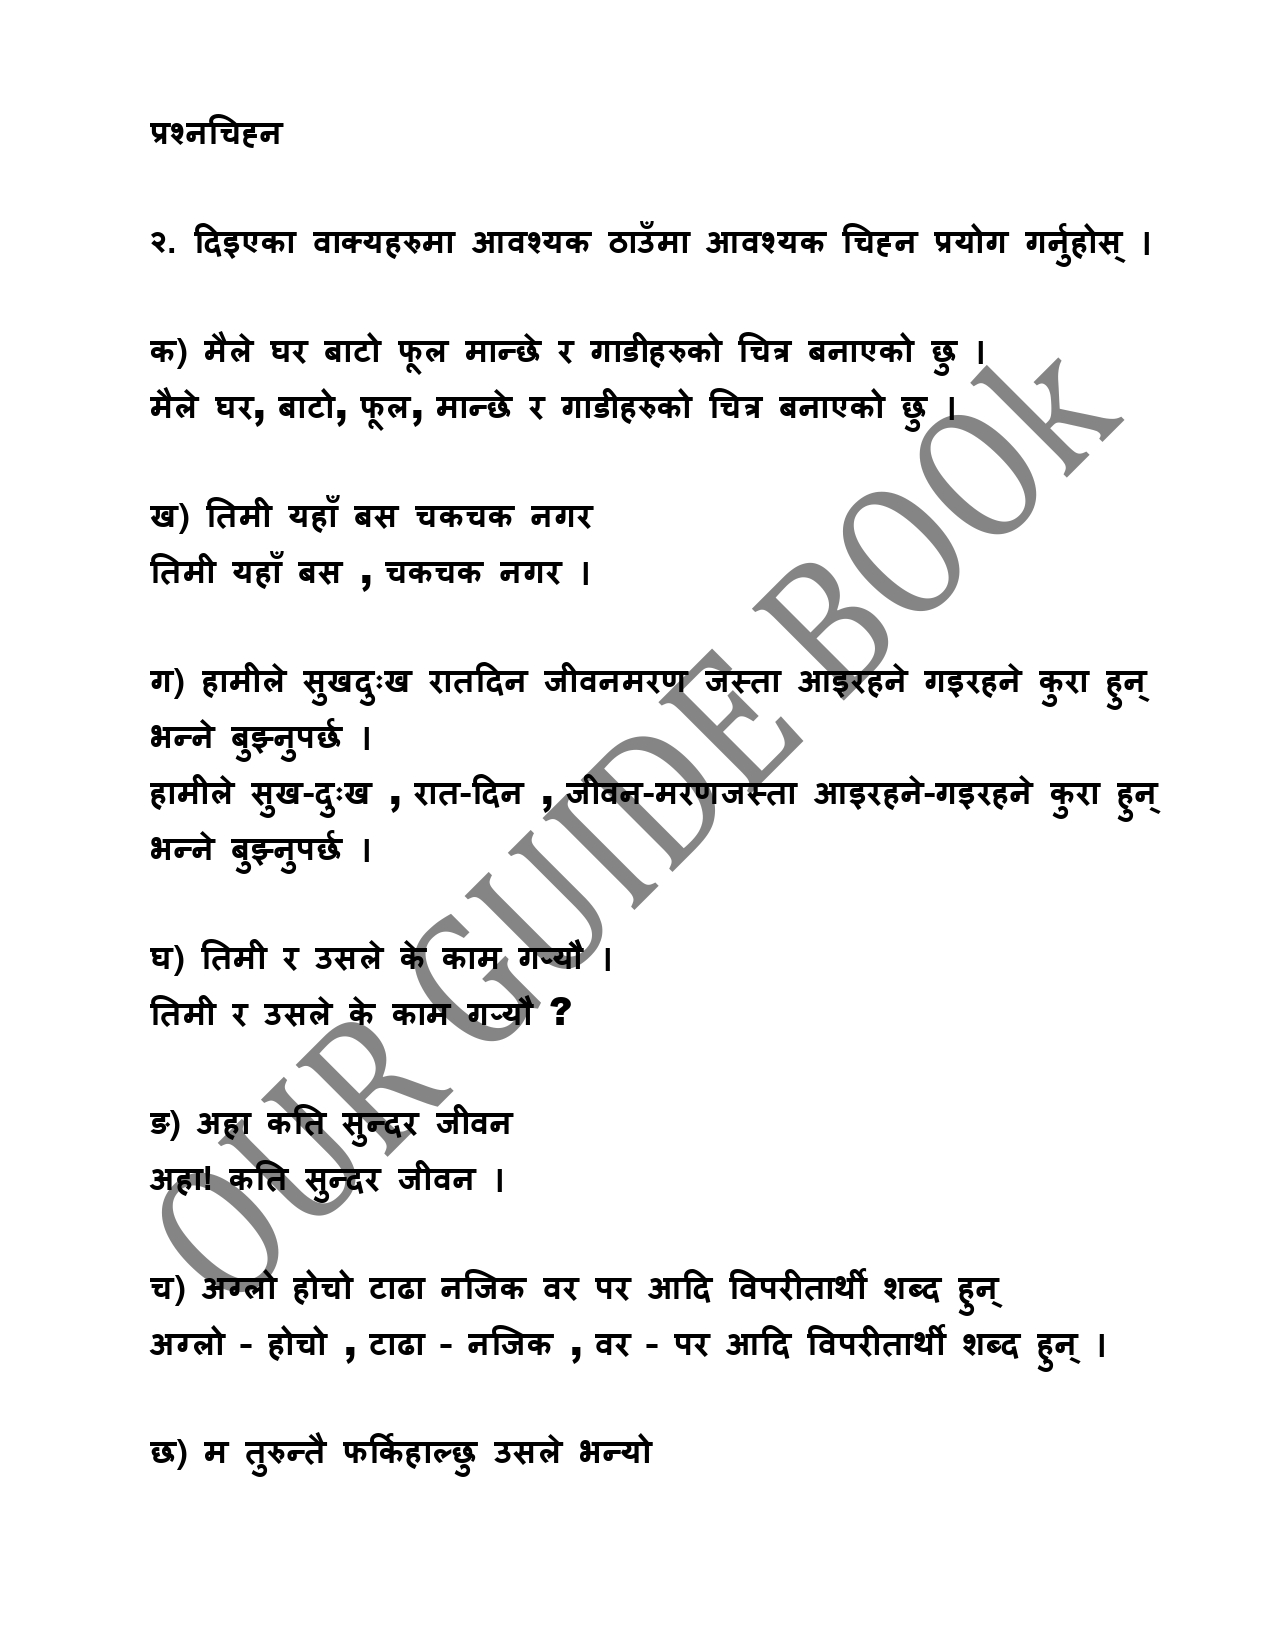 प्रश्नचिह्न
२. दिइएका वाक्यहरुमा आवश्यक ठाउँमा आवश्यक चिह्न प्रयोग गर्नुहोस् ।
क) मैले घर बाटो फूल मान्छे र गाडीहरुको चित्र बनाएको छु ।
मैले घर, बाटो, फूल, मान्छे र गाडीहरुको चित्र बनाएको छु ।
ख) तिमी यहाँ बस चकचक नगर
तिमी यहाँ बस , चकचक नगर ।
ग) हामीले सुखदुःख रातदिन जीवनमरण जस्ता आइरहने गइरहने कुरा हुन्
भन्ने बुझ्नुपर्छ ।
हामीले सुख-दुःख , रात-दिन , जीवन-मरणजस्ता आइरहने-गइरहने कुरा हुन्
भन्ने बुझ्नुपर्छ ।
घ) तिमी र उसले के काम गर्‍यौ ।
तिमी र उसले के काम गर्‍यौ ?
ङ) अहा कति सुन्दर जीवन
अहा! कति सुन्दर जीवन ।
च) अग्लो होचो टाढा नजिक वर पर आदि विपरीतार्थी शब्द हुन्
अग्लो - होचो , टाढा - नजिक , वर - पर आदि विपरीतार्थी शब्द हुन् ।
छ) म तुरुन्तै फर्किहाल्छु उसले भन्यो
OUR GUIDE BOOk